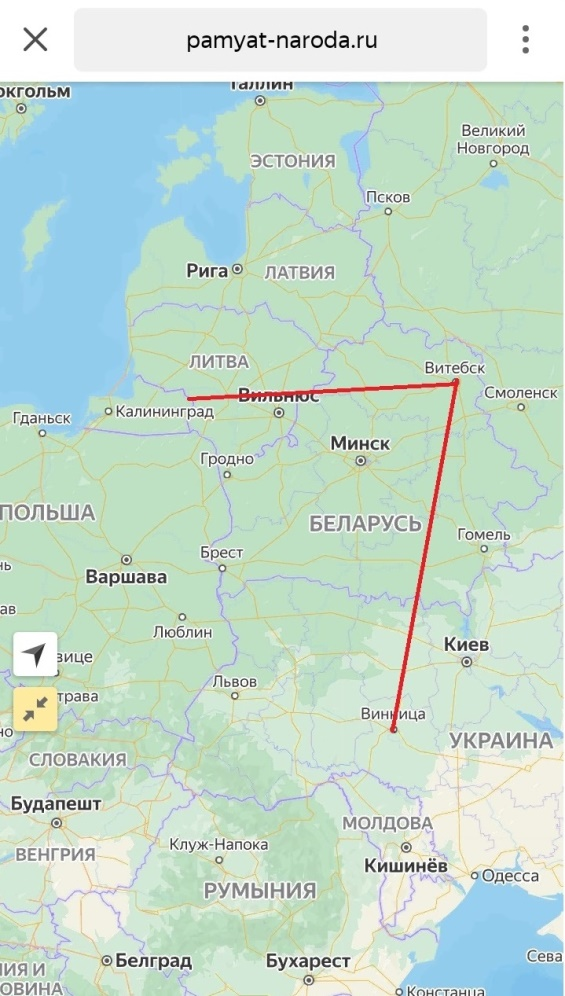 pamyat-naroda.ru
Таллин
ЭСТОНИЯ
Великий
Новгород
Псков
Рига
ЛАТВИЯ
ЛИТВА
Витебск
Вильнюс
Смоленск
Калининград
Гданьск
Минск
Гродно
ПОЛЬША
БЕЛАРУСЬ
Гомель
Брест
Варшава
Люблин
Киев
вице
Львов
трава
Винница
УКРАИНА
СЛОВАКИЯ
Будапешт
МОЛДОВА
Клуж-Напока
ВЕНГРИЯ
Кишинёв
Одесса
РУМЫНИЯ
Белград
Бухарест
Сева
ИЯ И
ОВИНА
Констанца